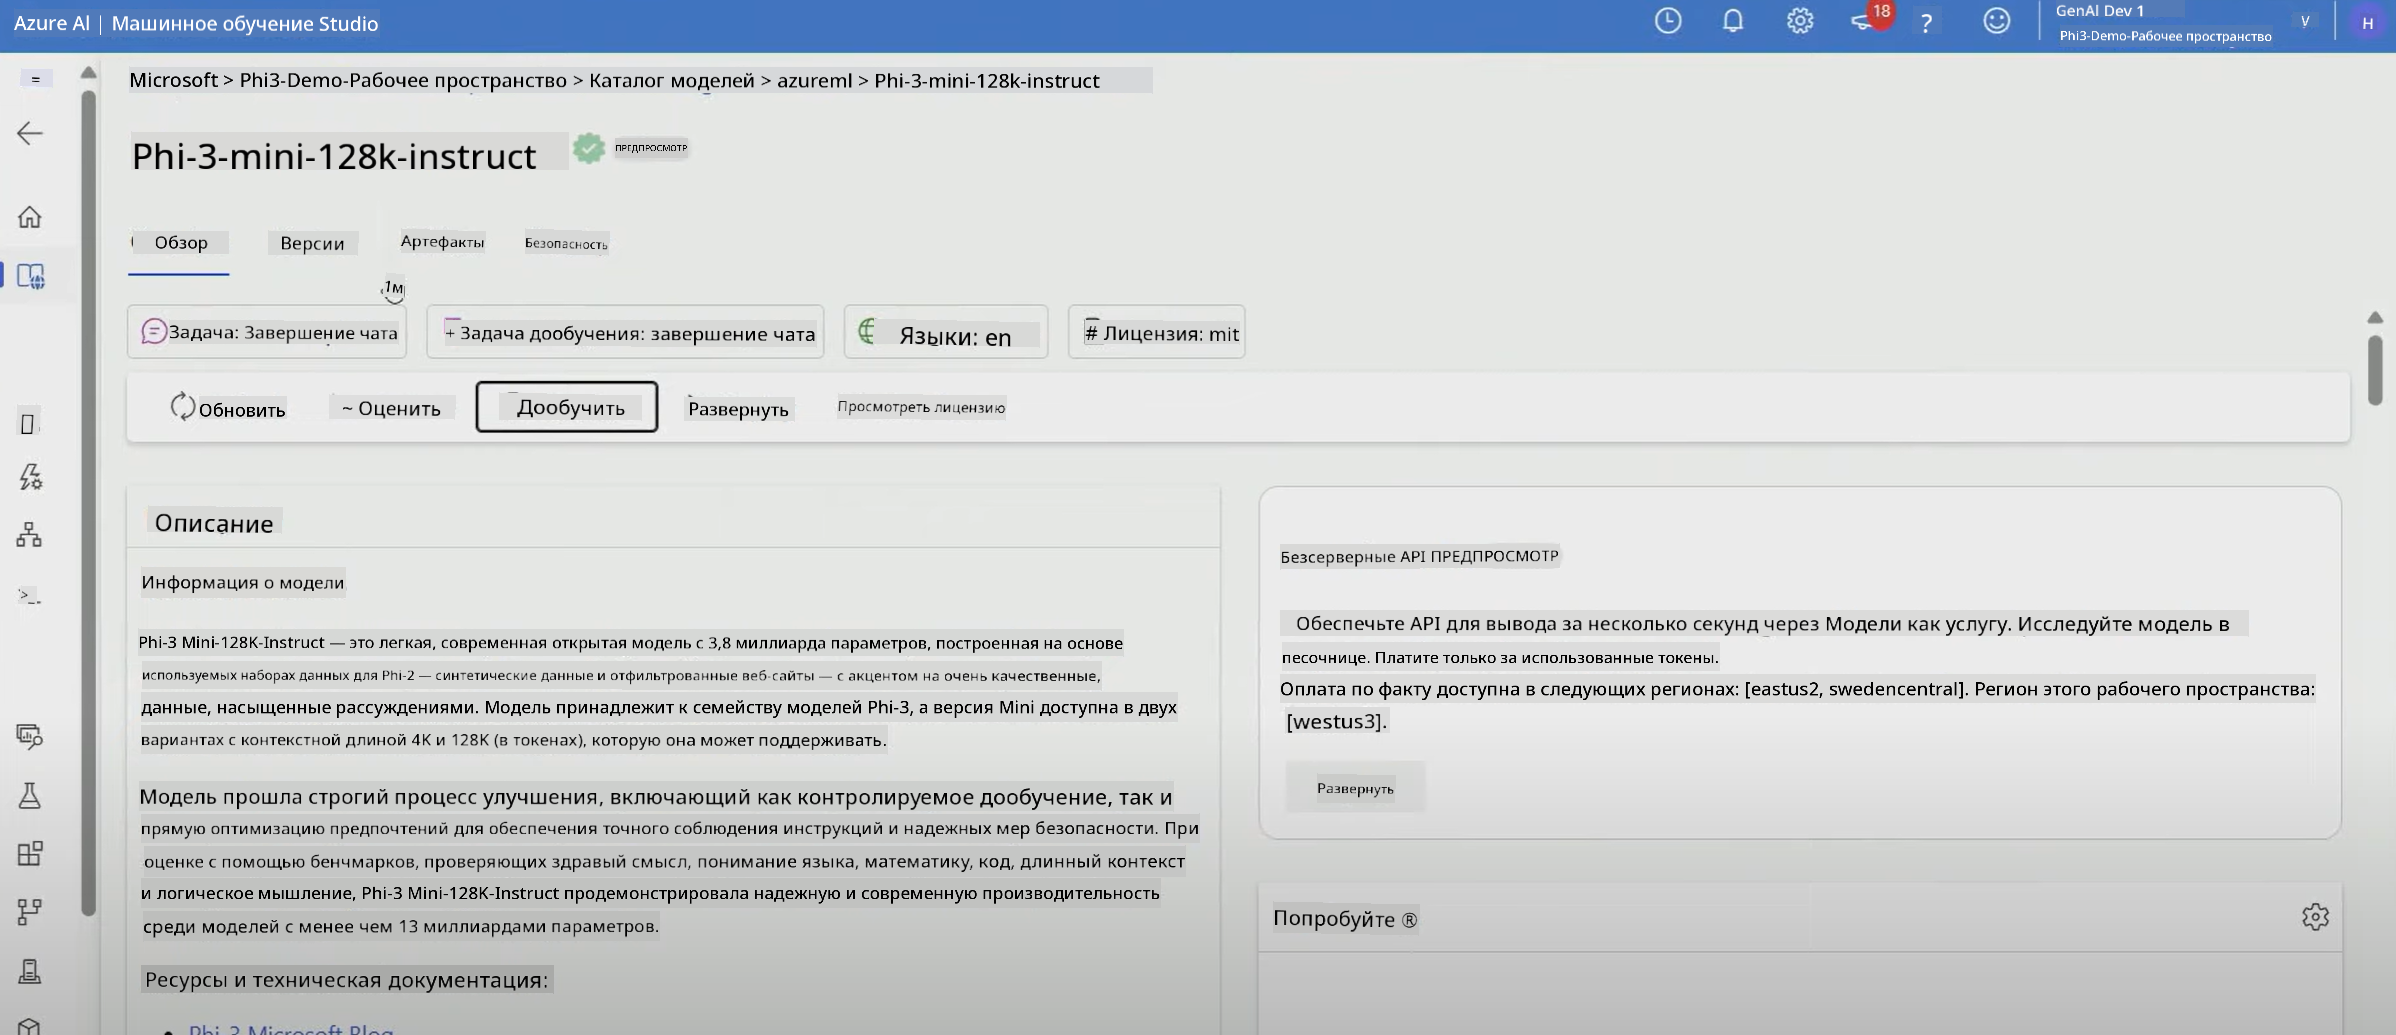 Azure AI | Машинное обучение Studio
18
?
GenAI Dev 1
Phi3-Demo-Рабочее пространство
V
H
Microsoft > Phi3-Demo-Рабочее пространство > Каталог моделей > azureml > Phi-3-mini-128k-instruct
Phi-3-mini-128k-instruct
ПРЕДПРОСМОТР
Обзор
Версии
Артефакты
Безопасность
1м
Задача: Завершение чата
+ Задача дообучения: завершение чата
Языки: en
# Лицензия: mit
Обновить
~ Оценить
Дообучить
Развернуть
Просмотреть лицензию
Описание
Информация о модели
Phi-3 Mini-128K-Instruct — это легкая, современная открытая модель с 3,8 миллиарда параметров, построенная на основе
используемых наборах данных для Phi-2 — синтетические данные и отфильтрованные веб-сайты — с акцентом на очень качественные,
данные, насыщенные рассуждениями. Модель принадлежит к семейству моделей Phi-3, а версия Mini доступна в двух
вариантах с контекстной длиной 4K и 128K (в токенах), которую она может поддерживать.
Модель прошла строгий процесс улучшения, включающий как контролируемое дообучение, так и
прямую оптимизацию предпочтений для обеспечения точного соблюдения инструкций и надежных мер безопасности. При
оценке с помощью бенчмарков, проверяющих здравый смысл, понимание языка, математику, код, длинный контекст
и логическое мышление, Phi-3 Mini-128K-Instruct продемонстрировала надежную и современную производительность
среди моделей с менее чем 13 миллиардами параметров.
Ресурсы и техническая документация:
• Phi-3 Microsoft Blog
Безсерверные API ПРЕДПРОСМОТР
Обеспечьте API для вывода за несколько секунд через Модели как услугу. Исследуйте модель в
песочнице. Платите только за использованные токены.
Оплата по факту доступна в следующих регионах: [eastus2, swedencentral]. Регион этого рабочего пространства:
[westus3].
Развернуть
Попробуйте ®